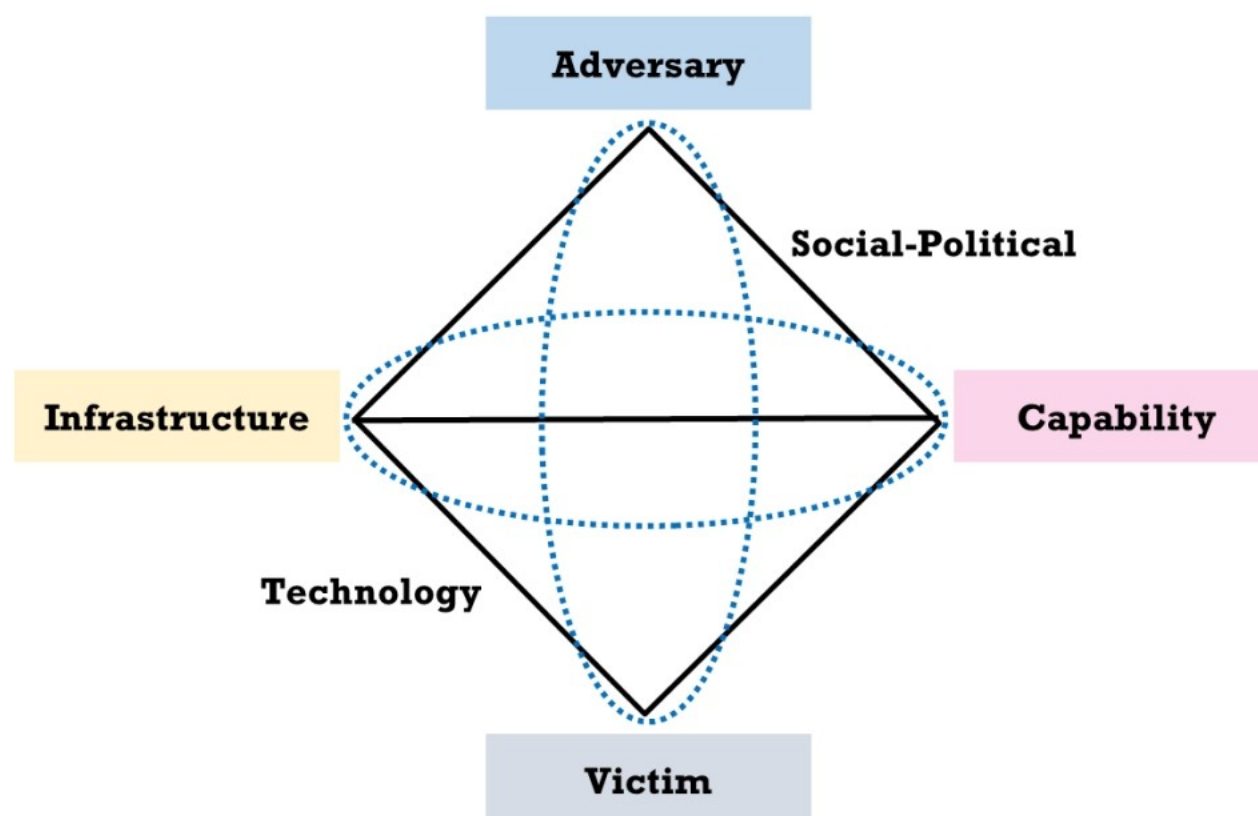 Adversary
Social-Political
Infrastructure
Capability
Technology
Victim